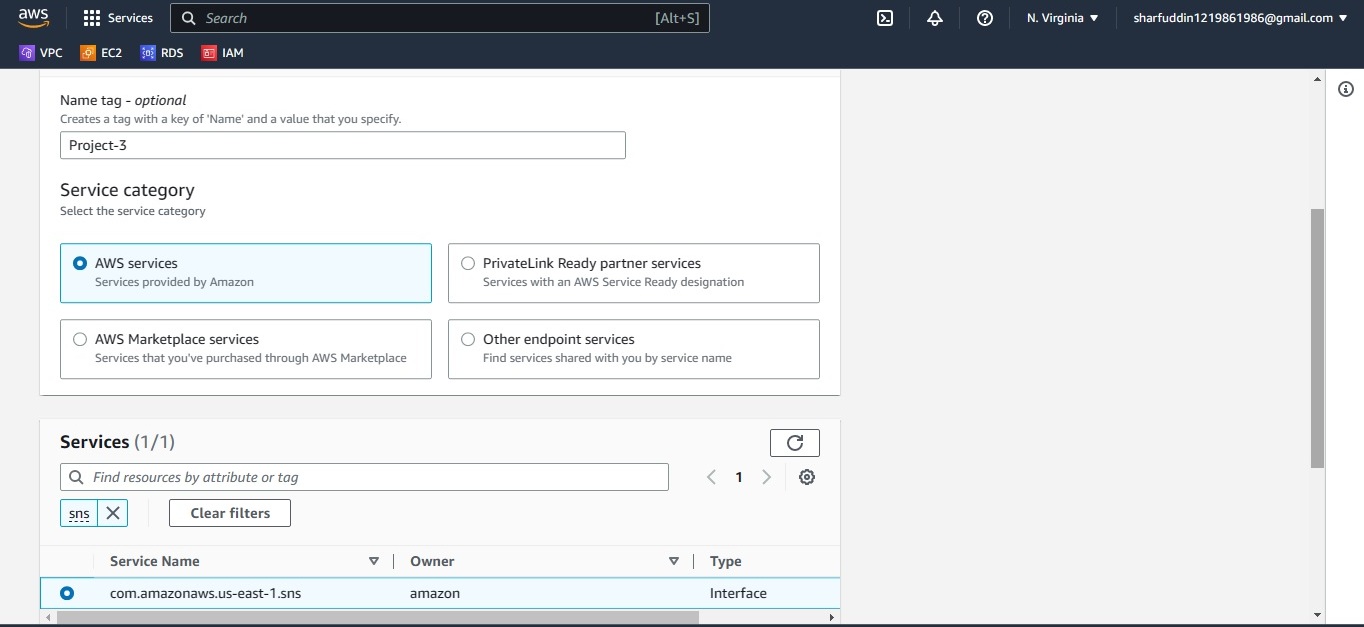 aws Services Search [Alt+S] N. Virginia sharfuddin1219861986@gmail.com
VPC EC2 RDS IAM
Name tag - optional
Creates a tag with a key of 'Name' and a value that you specify.
Project-3
Service category
Select the service category
AWS services
Services provided by Amazon
PrivateLink Ready partner services
Services with an AWS Service Ready designation
AWS Marketplace services
Services that you've purchased through AWS Marketplace
Other endpoint services
Find services shared with you by service name
Services (1/1)
Find resources by attribute or tag
1
sns Clear filters
Service Name Owner Type
com.amazonaws.us-east-1.sns amazon Interface